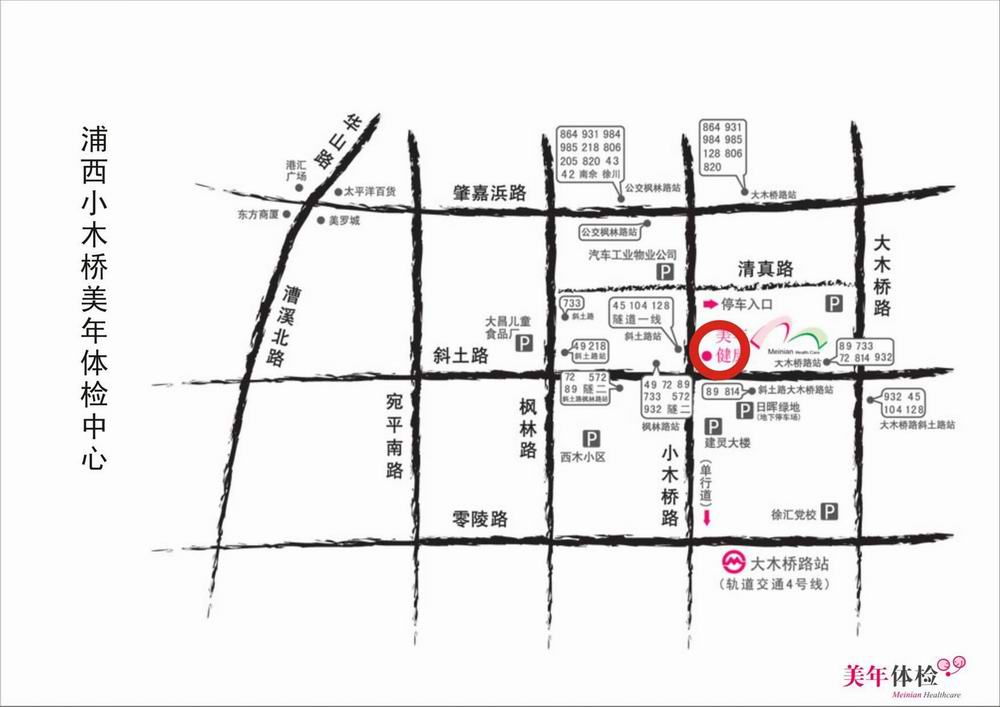 浦西小木桥美年体检中心
华山路
港汇
广场
太平洋百货
东方商厦
美罗城
肇嘉浜路
864 931 984
985 218 806
205 820 43
42 南佘 徐川
公交枫林路站
864 931
984 985
128 806
820
大木桥路站
公交枫林路站
汽车工业物业公司
P
清真路
大木桥路
漕溪北路
733
斜土路
45 104 128
隧道一线
斜土路站
停车入口
P
大昌儿童
食品厂
P
斜土路
49 218
斜土路站
美
健康
Meinian Health Care
大木桥路站
89 733
72 814 932
72 572
89 隧二
斜土路枫林路站
49 72 89
733 572
932 隧二
枫林路站
89 814
斜土路大木桥路站
P
日晖绿地
(地下停车场)
932 45
104 128
大木桥路斜土路站
宛平南路
枫林路
P
西木小区
小木桥路
P
建灵大楼
(单行道)
徐汇党校
P
零陵路
大木桥路站
(轨道交通4号线)
美年体检
Meinian Healthcare